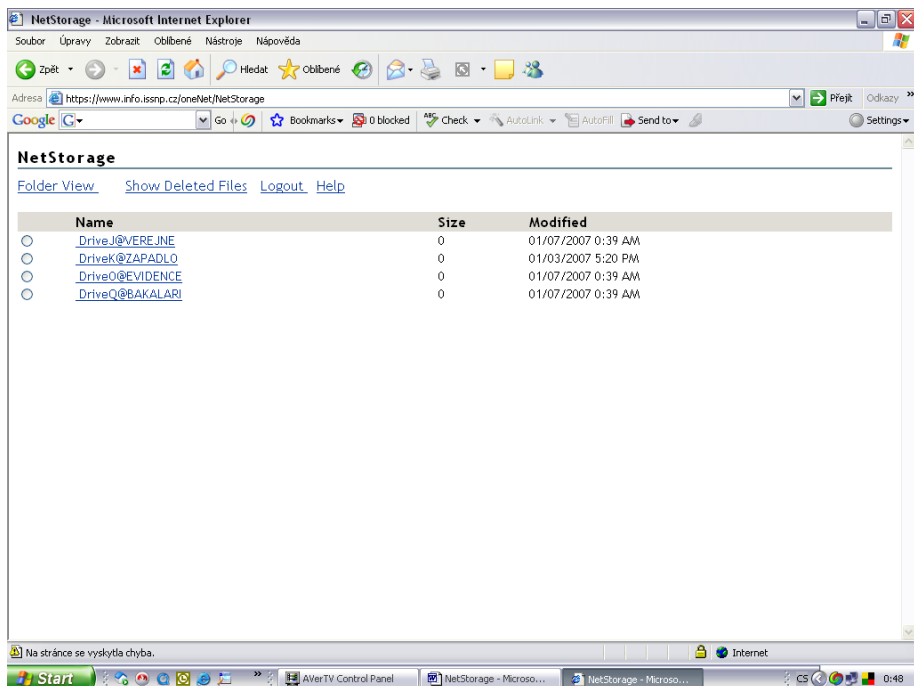 NetStorage - Microsoft Internet Explorer
Soubor Úpravy Zobrazit Oblíbené Nástroje Nápověda
Zpět Hledat Oblíbené
Adresa https://www.info.issnp.cz/oneNet/NetStorage Přejít Odkazy »
Google G Go Bookmarks 0 blocked ABC Check AutoLink AutoFill Send to Settings
NetStorage
Folder View Show Deleted Files Logout Help
Name Size Modified
DriveJ@VEREJNE 0 01/07/2007 0:39 AM
DriveK@ZAPADLO 0 01/03/2007 5:20 PM
DriveO@EVIDENCE 0 01/07/2007 0:39 AM
DriveQ@BAKALARI 0 01/07/2007 0:39 AM
Na stránce se vyskytla chyba. Internet
Start » AVerTV Control Panel NetStorage - Microso... NetStorage - Microso... CS 0:48